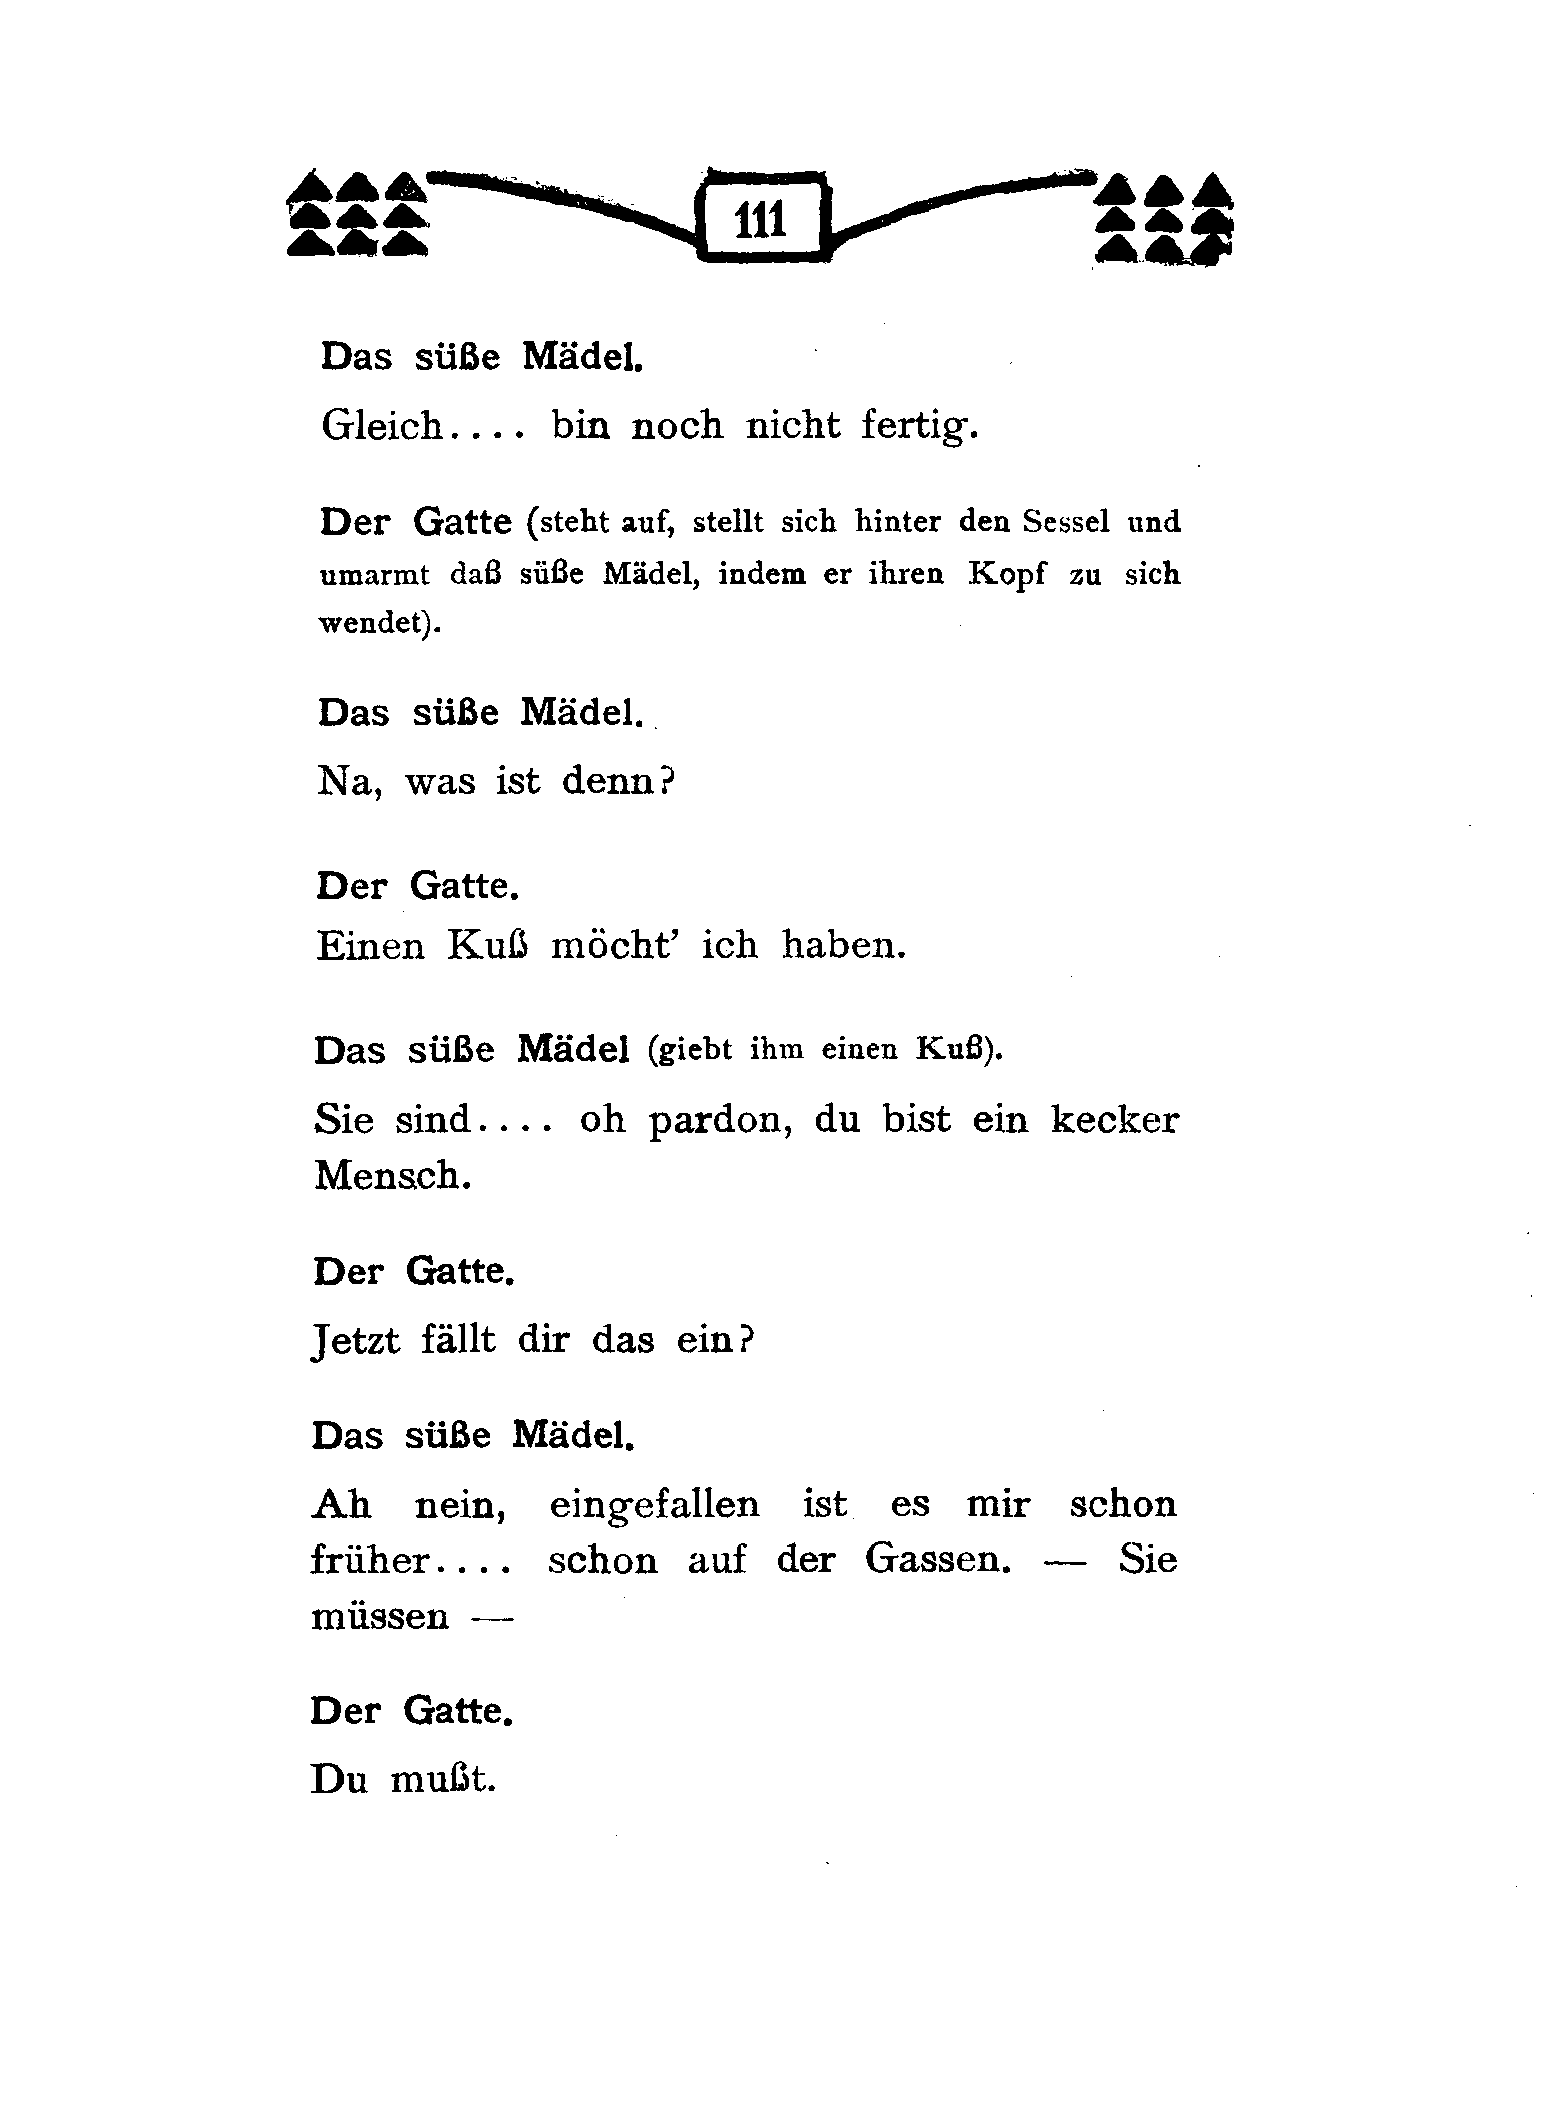 111
Das süße Mädel.
Gleich.... bin noch nicht fertig.
Der Gatte (steht auf, stellt sich hinter den Sessel und
umarmt daß süße Mädel, indem er ihren Kopf zu sich
wendet).
Das süße Mädel.
Na, was ist denn?
Der Gatte.
Einen Kuß möcht’ ich haben.
Das süße Mädel (giebt ihm einen Kuß).
Sie sind.... oh pardon, du bist ein kecker
Mensch.
Der Gatte.
Jetzt fällt dir das ein?
Das süße Mädel.
Ah nein, eingefallen ist es mir schon
früher.... schon auf der Gassen. — Sie
müssen —
Der Gatte.
Du mußt.